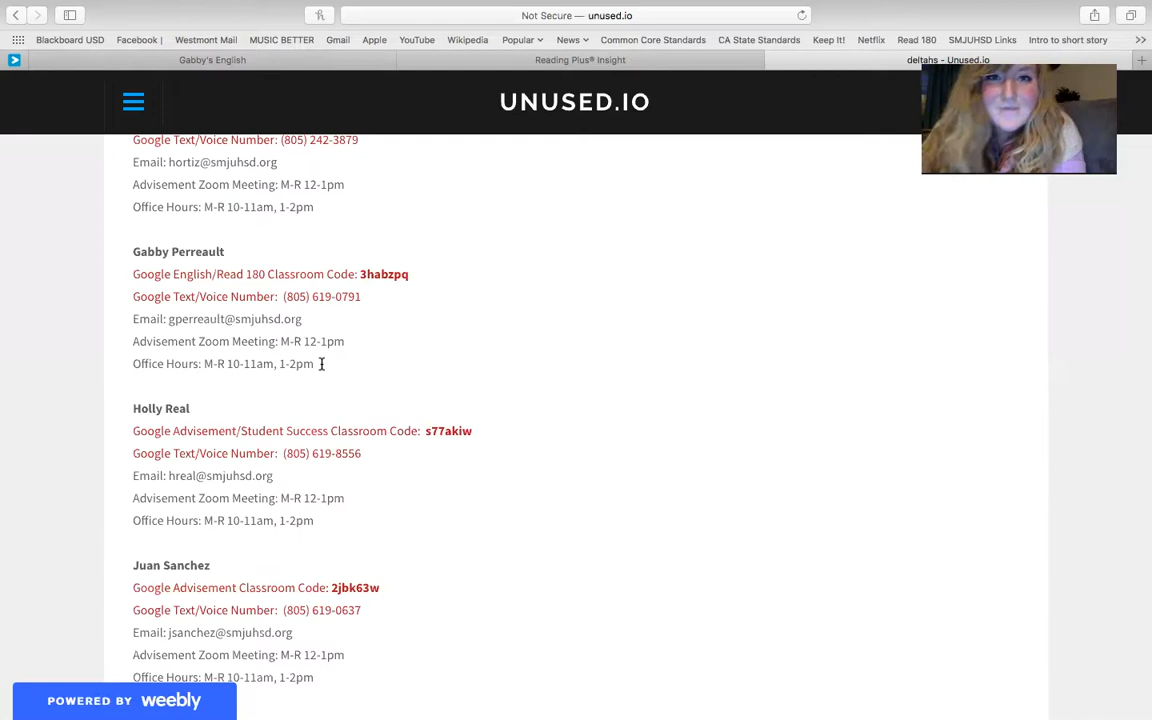 Not Secure — unused.io
Blackboard USD Facebook | Westmont Mail MUSIC BETTER Gmail Apple YouTube Wikipedia Popular News Common Core Standards CA State Standards Keep It! Netflix Read 180 SMJUHSD Links Intro to short story >>
Gabby's English Reading Plus® Insight deltahs - Unused.io
UNUSED.IO
Google Text/Voice Number: (805) 242-3879
Email: hortiz@smjuhsd.org
Advisement Zoom Meeting: M-R 12-1pm
Office Hours: M-R 10-11am, 1-2pm
Gabby Perreault
Google English/Read 180 Classroom Code: 3habzpq
Google Text/Voice Number: (805) 619-0791
Email: gperreault@smjuhsd.org
Advisement Zoom Meeting: M-R 12-1pm
Office Hours: M-R 10-11am, 1-2pm
Holly Real
Google Advisement/Student Success Classroom Code: s77akiw
Google Text/Voice Number: (805) 619-8556
Email: hreal@smjuhsd.org
Advisement Zoom Meeting: M-R 12-1pm
Office Hours: M-R 10-11am, 1-2pm
Juan Sanchez
Google Advisement Classroom Code: 2jbk63w
Google Text/Voice Number: (805) 619-0637
Email: jsanchez@smjuhsd.org
Advisement Zoom Meeting: M-R 12-1pm
Office Hours: M-R 10-11am, 1-2pm
POWERED BY weebly